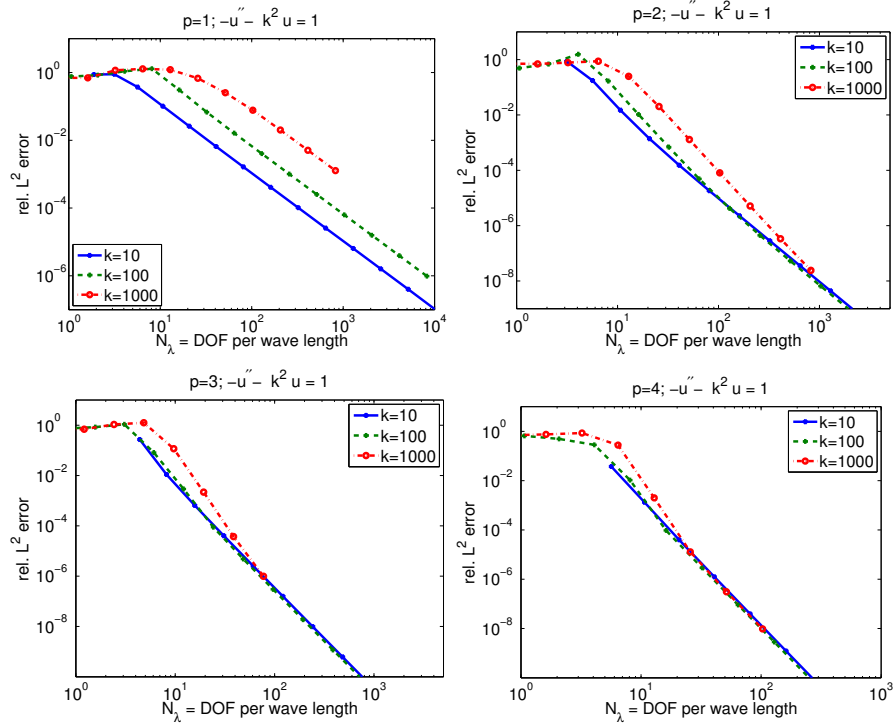 p=1; −u″− k² u = 1
rel. L² error
10⁰
10⁻²
10⁻⁴
10⁻⁶
k=10
k=100
k=1000
10⁰ 10¹ 10² 10³ 10⁴
N_λ = DOF per wave length
p=2; −u″− k² u = 1
rel. L² error
10⁰
10⁻²
10⁻⁴
10⁻⁶
10⁻⁸
k=10
k=100
k=1000
10⁰ 10¹ 10² 10³
N_λ = DOF per wave length
p=3; −u″− k² u = 1
rel. L² error
10⁰
10⁻²
10⁻⁴
10⁻⁶
10⁻⁸
k=10
k=100
k=1000
10⁰ 10¹ 10² 10³
N_λ = DOF per wave length
p=4; −u″− k² u = 1
rel. L² error
10⁰
10⁻²
10⁻⁴
10⁻⁶
10⁻⁸
k=10
k=100
k=1000
10⁰ 10¹ 10² 10³
N_λ = DOF per wave length